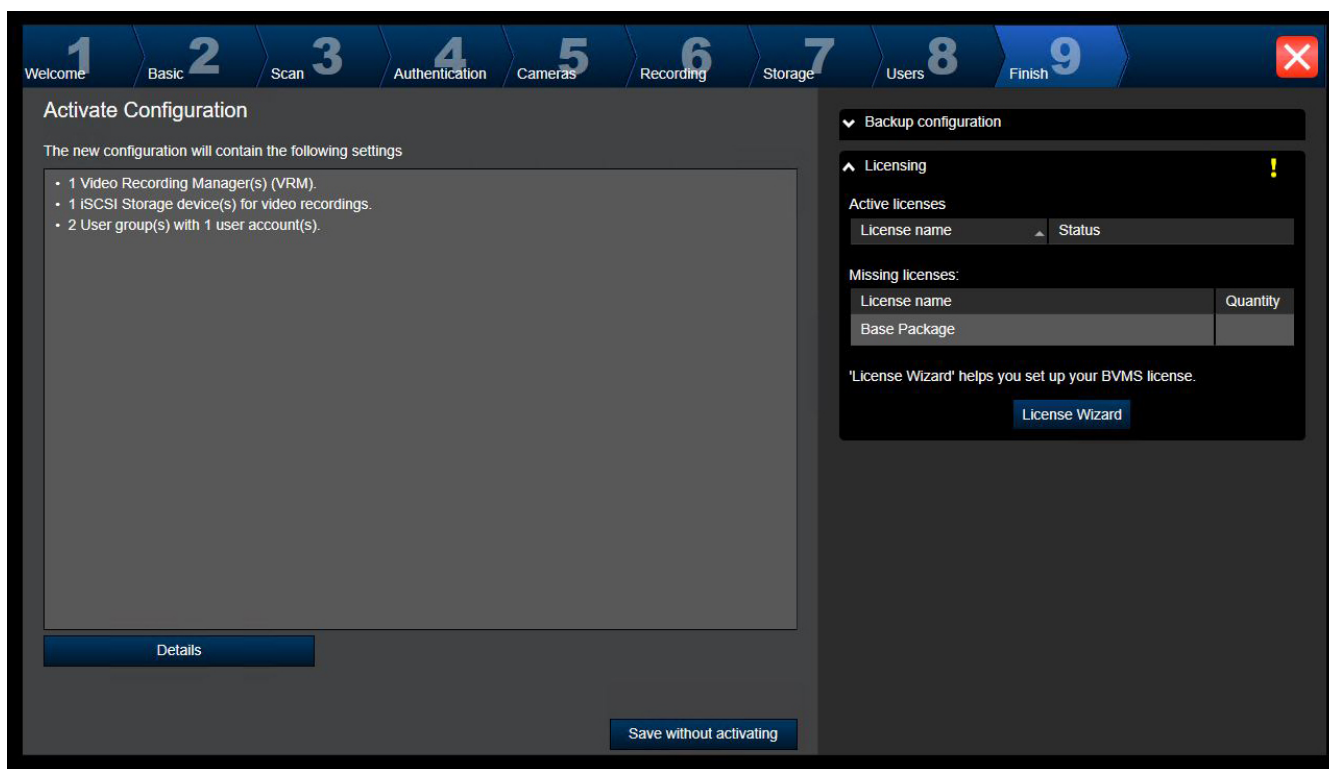 1 Welcome
2 Basic
3 Scan
4 Authentication
5 Cameras
6 Recording
7 Storage
8 Users
9 Finish
Activate Configuration
The new configuration will contain the following settings
• 1 Video Recording Manager(s) (VRM).
• 1 iSCSI Storage device(s) for video recordings.
• 2 User group(s) with 1 user account(s).
Details
Save without activating
Backup configuration
Licensing !
Active licenses
License name Status
Missing licenses:
License name Quantity
Base Package
'License Wizard' helps you set up your BVMS license.
License Wizard